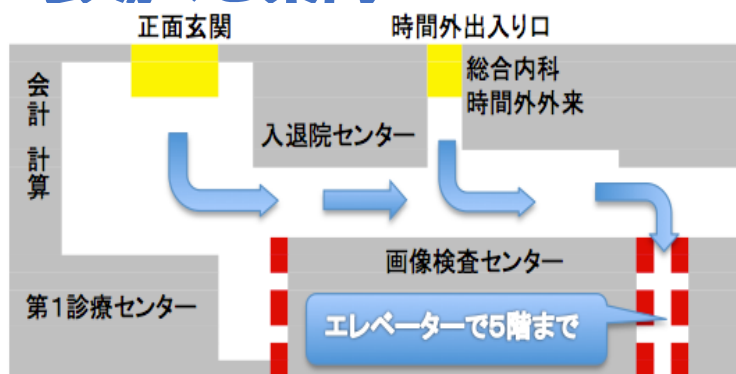 正面玄関
時間外出入り口
会計 計算
総合内科
時間外外来
入退院センター
画像検査センター
第1診療センター
エレベーターで5階まで